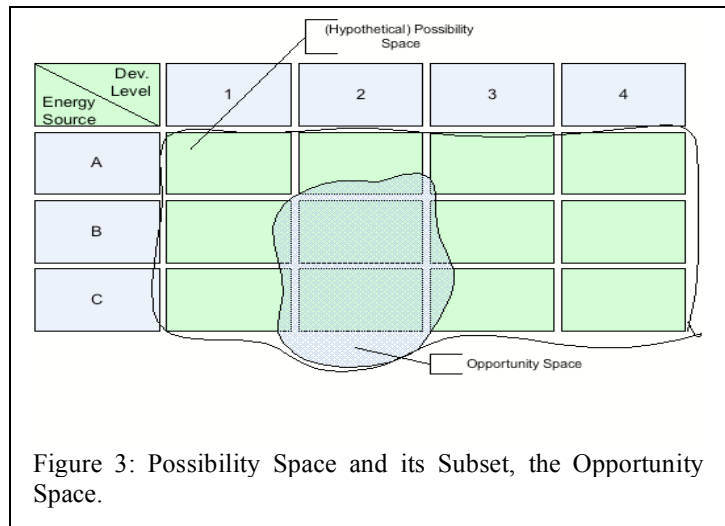 (Hypothetical) Possibility
Space
Dev.
Level
Energy
Source
1
2
3
4
A
B
C
Opportunity Space
Figure 3: Possibility Space and its Subset, the Opportunity
Space.